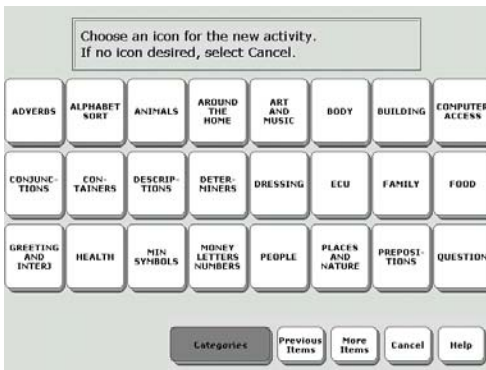 Choose an icon for the new activity.
If no icon desired, select Cancel.
ADVERBS
ALPHABET
SORT
ANIMALS
AROUND
THE
HOME
ART
AND
MUSIC
BODY
BUILDING
COMPUTER
ACCESS
CONJUNC-
TIONS
CON-
TAINERS
DESCRIP-
TIONS
DETER-
MINERS
DRESSING
ECU
FAMILY
FOOD
GREETING
AND
INTERJ
HEALTH
MIN
SYMBOLS
MONEY
LETTERS
NUMBERS
PEOPLE
PLACES
AND
NATURE
PREPOSI-
TIONS
QUESTION
Categories
Previous
Items
More
Items
Cancel
Help